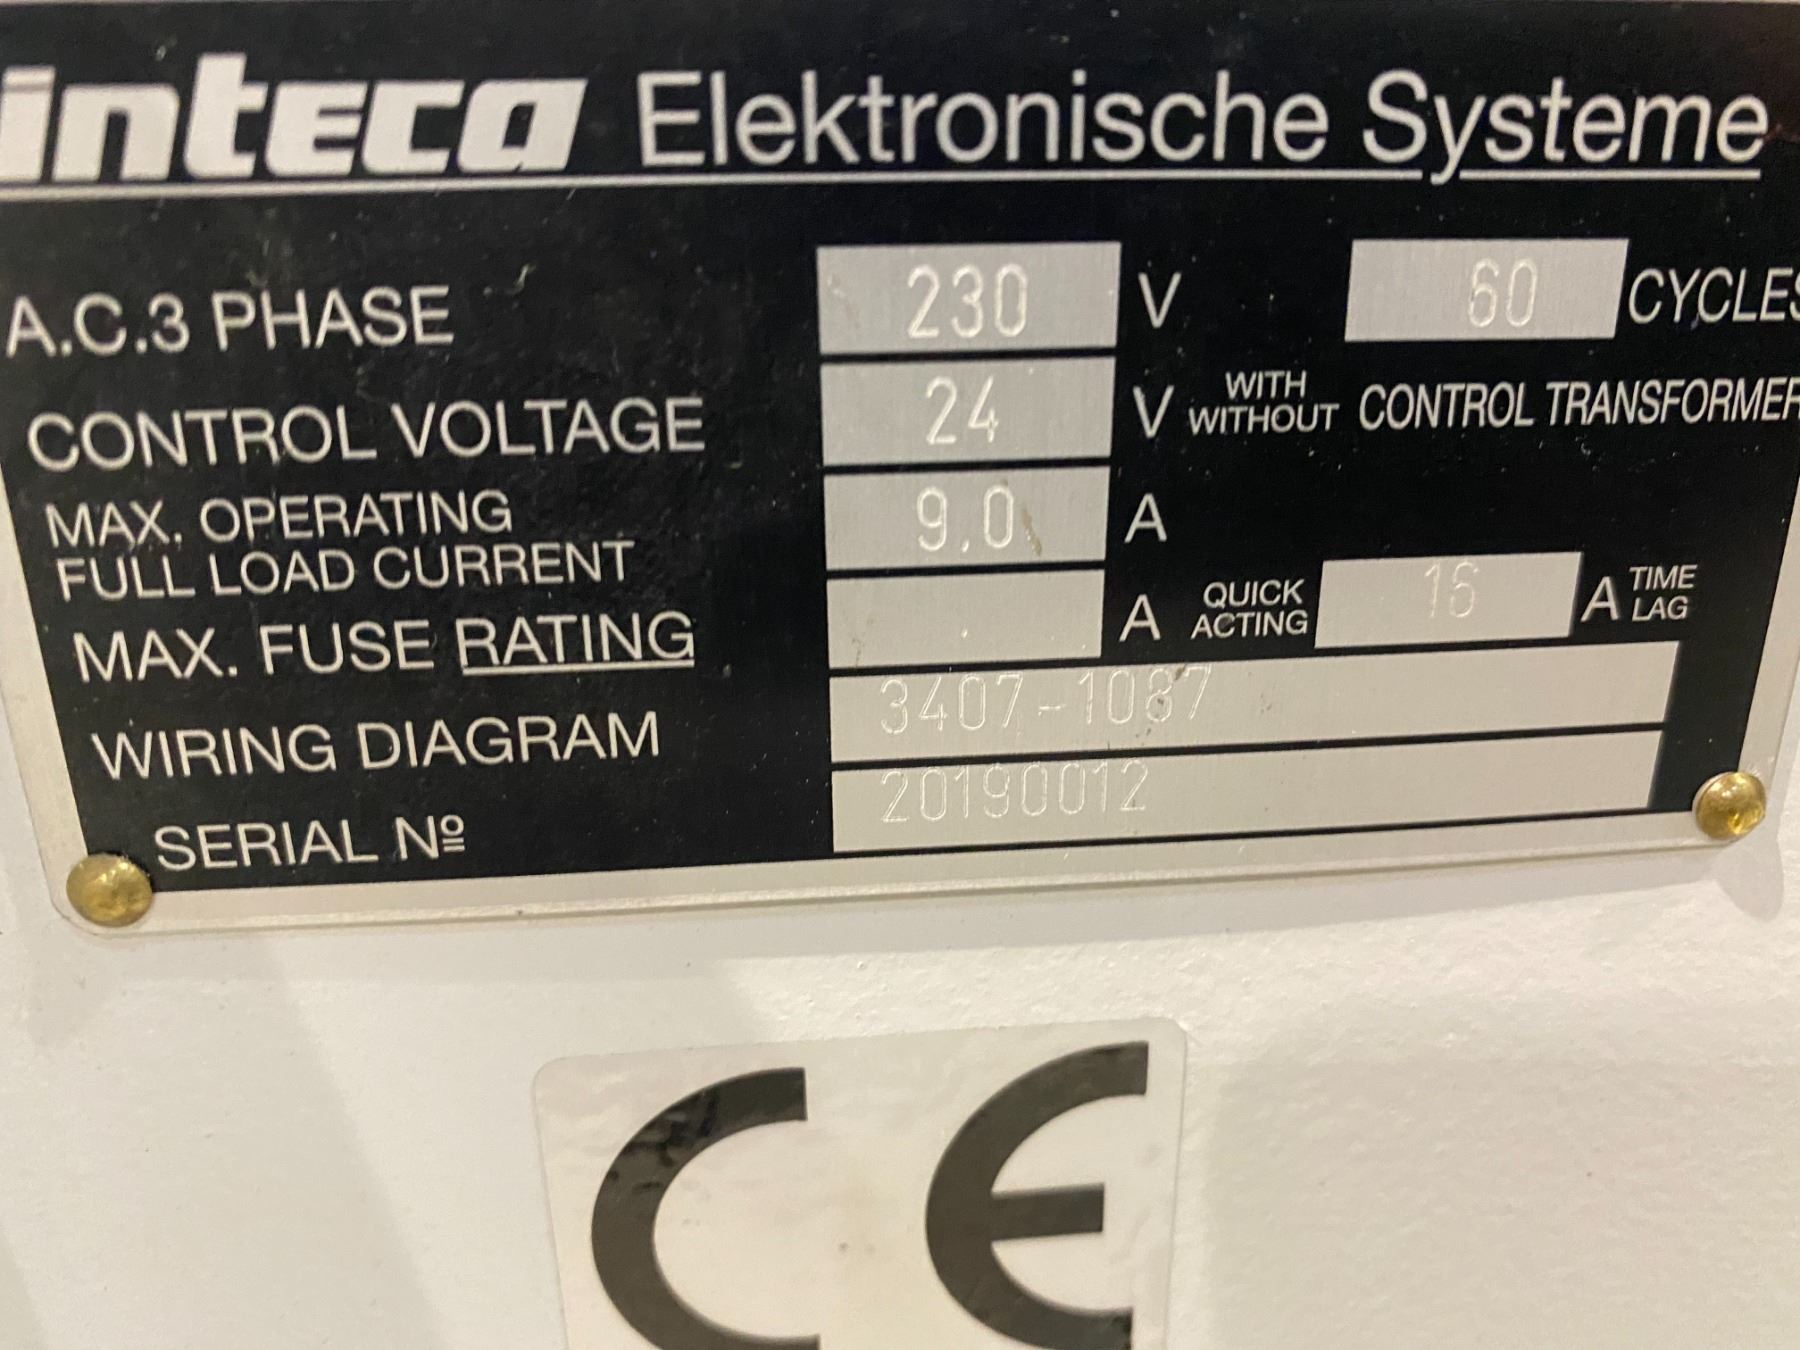 inteca Elektronische Systeme
A.C.3 PHASE 230 V 60 CYCLES
CONTROL VOLTAGE 24 V WITH WITHOUT CONTROL TRANSFORMER
MAX. OPERATING
FULL LOAD CURRENT 9.0 A
MAX. FUSE RATING A QUICK ACTING 16 A TIME LAG
WIRING DIAGRAM 3407-1087
SERIAL Nº 20190012
CE